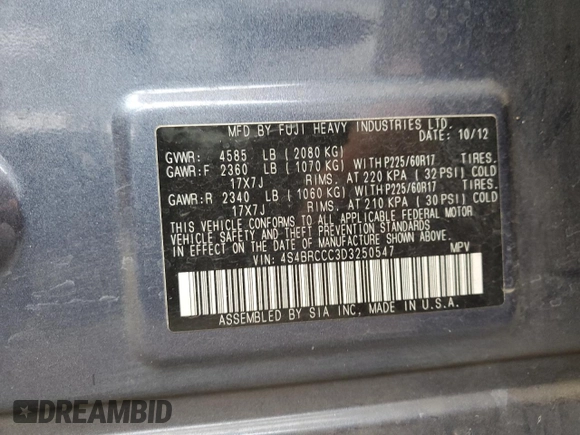 MFD BY FUJI HEAVY INDUSTRIES LTD.
DATE: 10/12
GVWR: 4585 LB ( 2080 KG)
GAWR:F 2360 LB ( 1070 KG) WITH P225/60R17 TIRES.
17X7J RIMS. AT 220 KPA ( 32 PSI) COLD
GAWR:R 2340 LB ( 1060 KG) WITH P225/60R17 TIRES.
17X7J RIMS. AT 210 KPA ( 30 PSI) COLD
THIS VEHICLE CONFORMS TO ALL APPLICABLE FEDERAL MOTOR
VEHICLE SAFETY AND THEFT PREVENTION STANDARDS
IN EFFECT ON THE DATE OF MANUFACTURE SHOWN ABOVE.
VIN: 4S4BRCCC3D3250547 MPV
ASSEMBLED BY SIA INC, MADE IN U.S.A.
DREAMBID